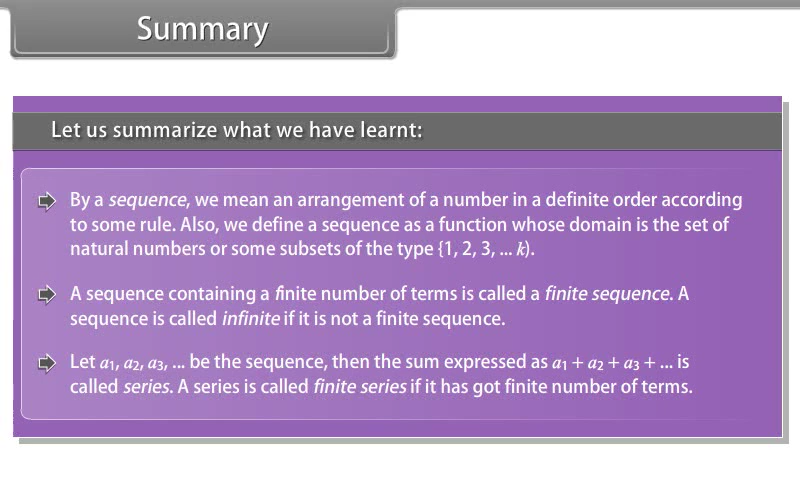 Summary
Let us summarize what we have learnt:
By a sequence, we mean an arrangement of a number in a definite order according
to some rule. Also, we define a sequence as a function whose domain is the set of
natural numbers or some subsets of the type {1, 2, 3, ... k).
A sequence containing a finite number of terms is called a finite sequence. A
sequence is called infinite if it is not a finite sequence.
Let a₁, a₂, a₃, ... be the sequence, then the sum expressed as a₁ + a₂ + a₃ + ... is
called series. A series is called finite series if it has got finite number of terms.